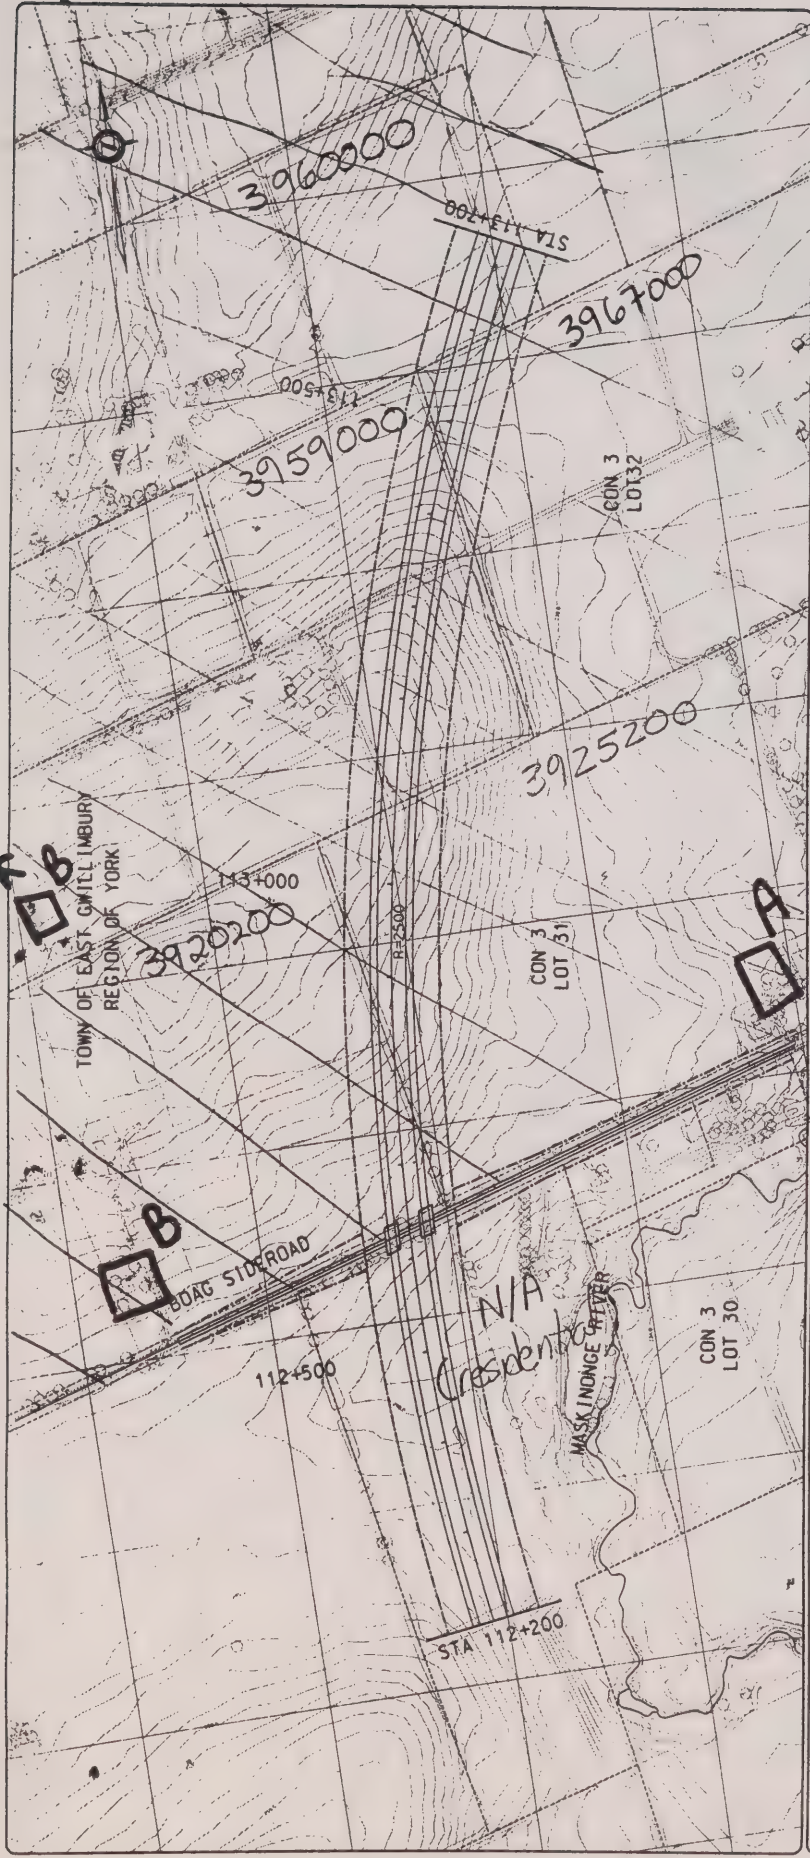 3960000
STA 113+700
3967000
113+500
3959000
CON 3
LOT 32
3925200
TOWN OF EAST GWILLIMBURY
REGION OF YORK
B
113+000
3920200
R=2500
CON 3
LOT 31
A
B
BOAG SIDEROAD
N/A
MASKINONGE RIVER
CON 3
LOT 30
112+500
STA 112+200